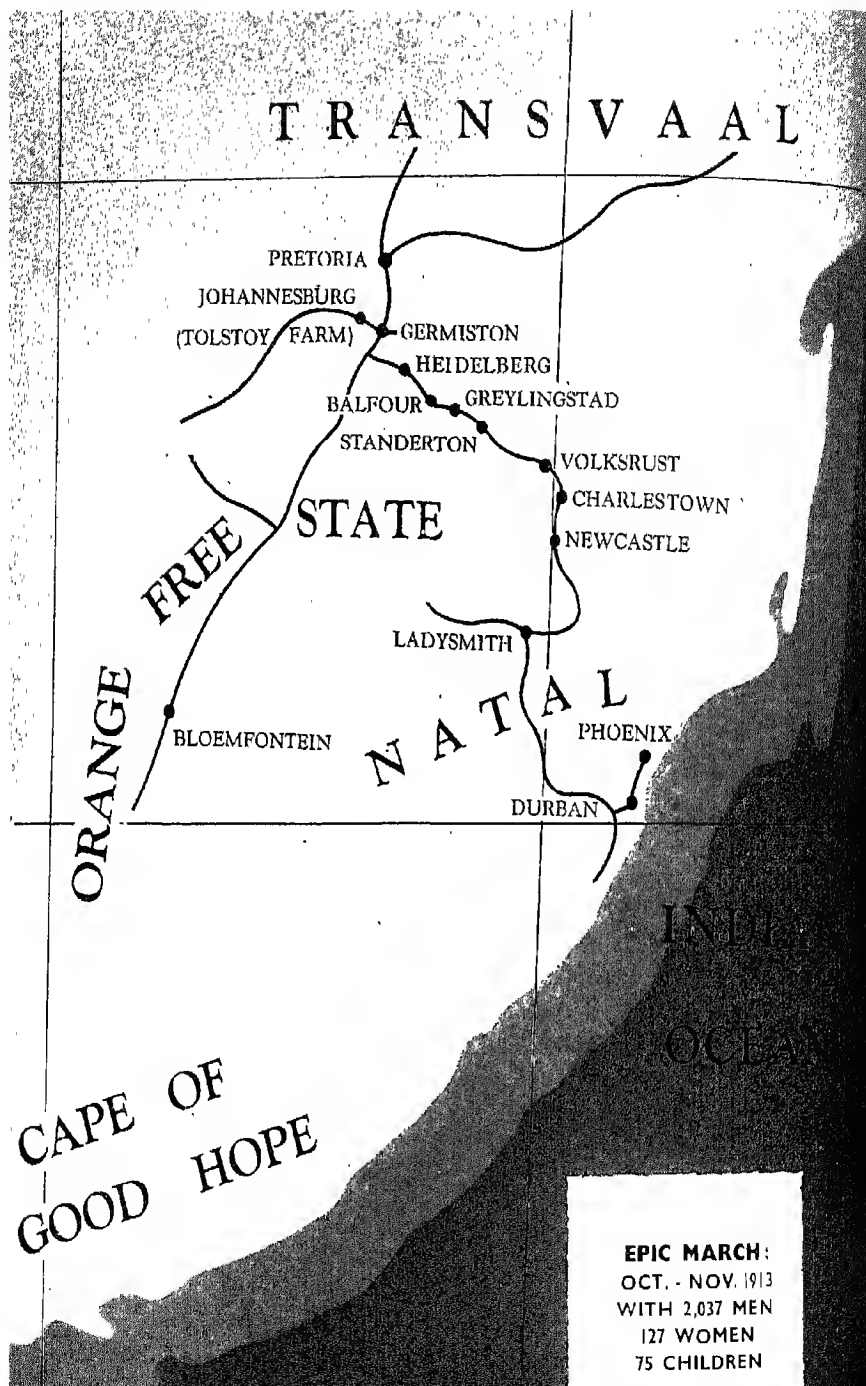 TRANSVAAL
PRETORIA
JOHANNESBURG
(TOLSTOY FARM)
GERMISTON
HEIDELBERG
BALFOUR
GREYLINGSTAD
STANDERTON
VOLKSRUST
CHARLESTOWN
NEWCASTLE
ORANGE FREE STATE
LADYSMITH
NATAL
BLOEMFONTEIN
PHOENIX
DURBAN
INDIAN
OCEAN
CAPE OF
GOOD HOPE
EPIC MARCH:
OCT. - NOV. 1913
WITH 2,037 MEN
127 WOMEN
75 CHILDREN